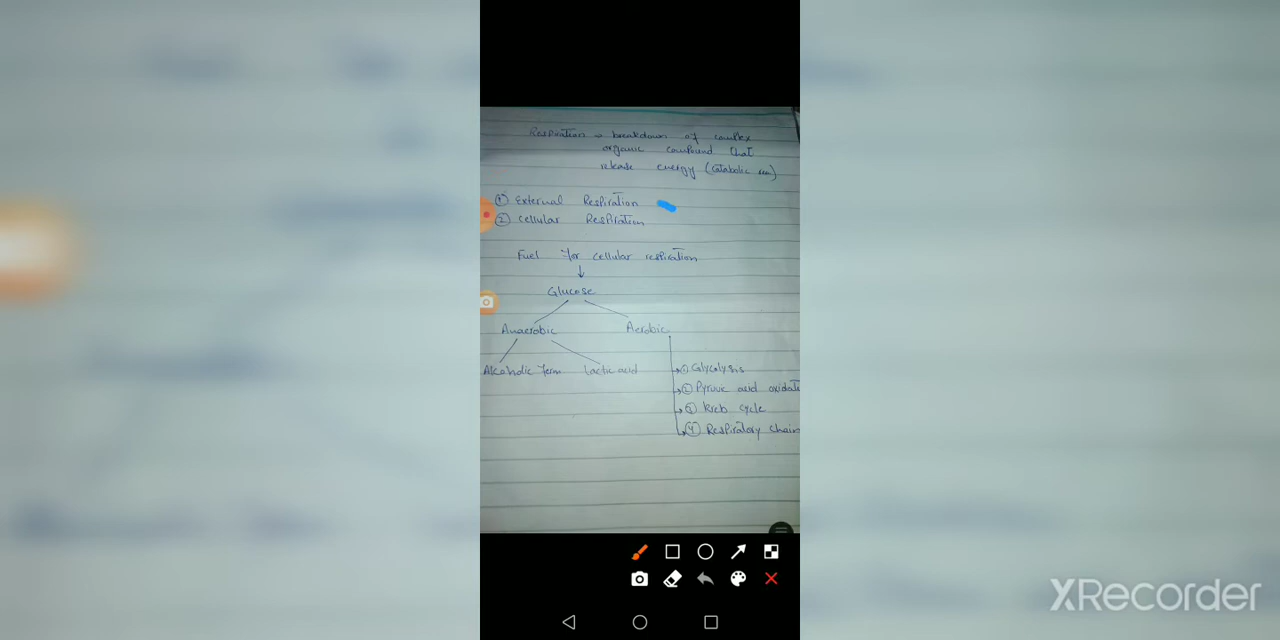 Respiration → breakdown of complex
organic compound that
release energy (catabolic rea)
① External Respiration
② Cellular Respiration
Fuel for cellular respiration
Glucose
Anaerobic Aerobic
Alcoholic ferm lactic acid
① Glycolysis
② Pyruvic acid oxidate
③ Kreb cycle
④ Respiratory chain
XRecorder